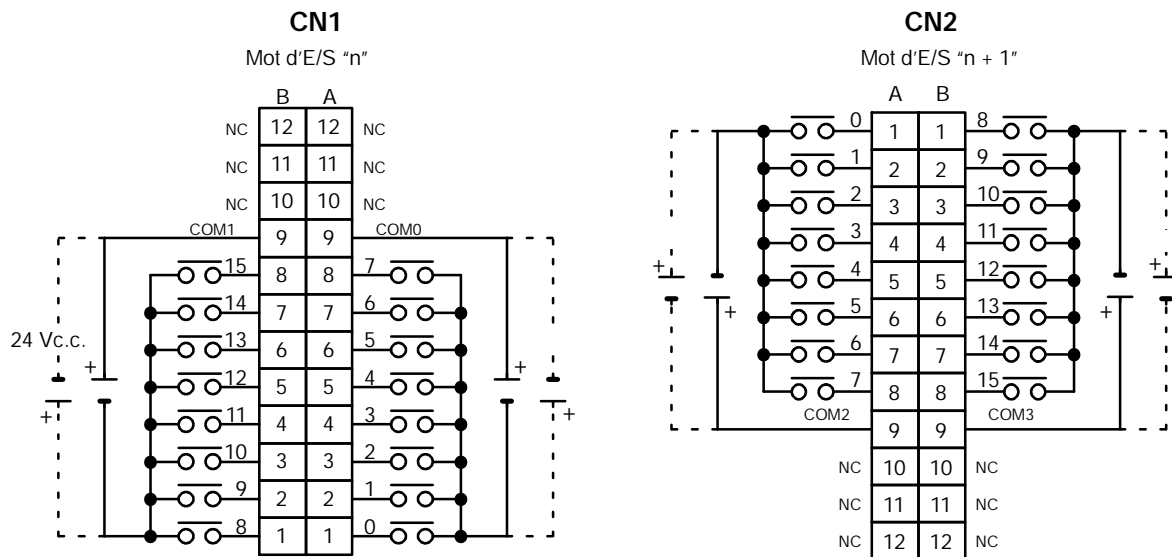 CN1
Mot d'E/S "n"
B A
NC 12 12 NC
NC 11 11 NC
NC 10 10 NC
COM1 9 9 COM0
15 8 8 7
14 7 7 6
24 Vc.c. 13 6 6 5
+ 12 5 5 4 +
+ 11 4 4 3 +
10 3 3 2
9 2 2 1
8 1 1 0
CN2
Mot d'E/S "n + 1"
A B
0 1 1 8
1 2 2 9
2 3 3 10
3 4 4 11
+ 4 5 5 12 +
+ 5 6 6 13 +
6 7 7 14
7 8 8 15
COM2 9 9 COM3
NC 10 10 NC
NC 11 11 NC
NC 12 12 NC